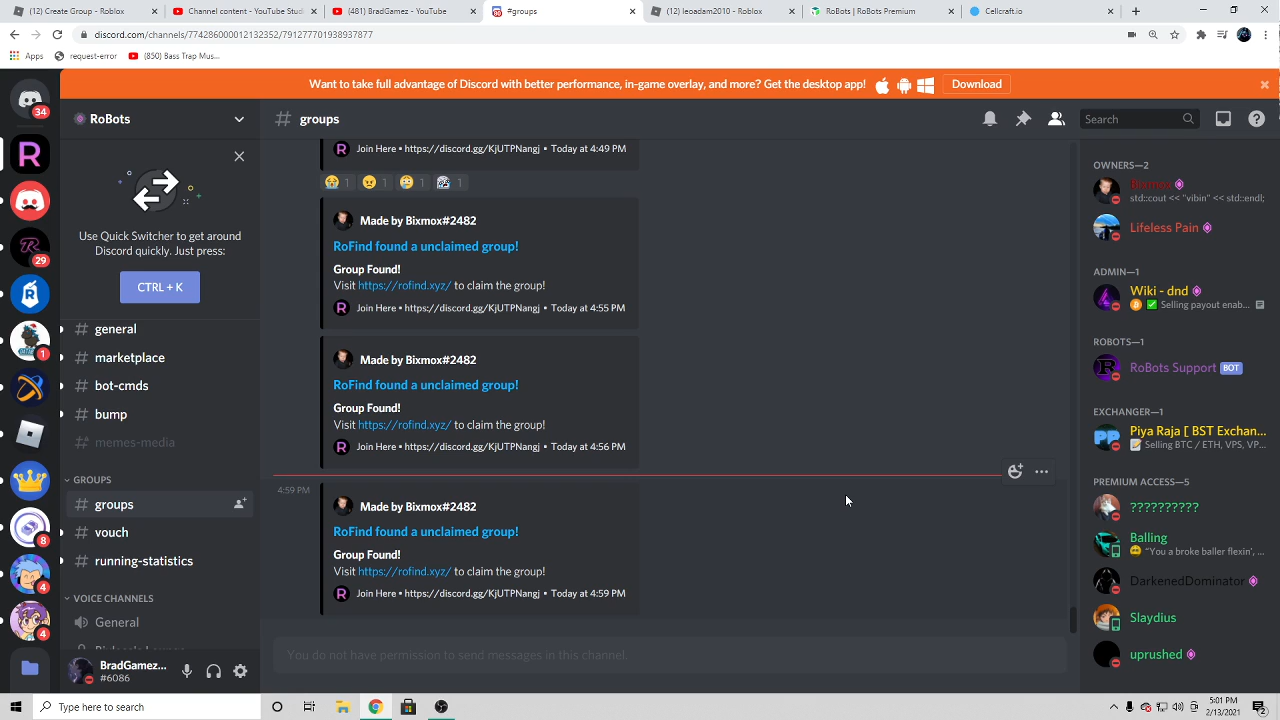 (12) Create Group - Roblox
Channel content - YouTube Studi
(481) BradGamez - YouTube
#groups
(12) leoadam2010 - Roblox
RoBots | RoBots Premium
Cellcraft.io
discord.com/channels/774286000012132352/791277701938937877
Apps
request-error
(850) Bass Trap Mus...
Want to take full advantage of Discord with better performance, in-game overlay, and more? Get the desktop app!
Download
34
RoBots
groups
Search
Use Quick Switcher to get around
Discord quickly. Just press:
CTRL + K
general
marketplace
bot-cmds
bump
memes-media
GROUPS
groups
vouch
running-statistics
VOICE CHANNELS
General
29
1
8
4
4
BradGamez...
#6086
R Join Here • https://discord.gg/KjUTPNangj • Today at 4:49 PM
1 1 1 1
Made by Bixmox#2482
RoFind found a unclaimed group!
Group Found!
Visit https://rofind.xyz/ to claim the group!
R Join Here • https://discord.gg/KjUTPNangj • Today at 4:55 PM
Made by Bixmox#2482
RoFind found a unclaimed group!
Group Found!
Visit https://rofind.xyz/ to claim the group!
R Join Here • https://discord.gg/KjUTPNangj • Today at 4:56 PM
4:59 PM
Made by Bixmox#2482
RoFind found a unclaimed group!
Group Found!
Visit https://rofind.xyz/ to claim the group!
R Join Here • https://discord.gg/KjUTPNangj • Today at 4:59 PM
You do not have permission to send messages in this channel.
OWNERS—2
Bixmox
std::cout << "vibin" << std::endl;
Lifeless Pain
ADMIN—1
Wiki - dnd
Selling payout enab...
ROBOTS—1
RoBots Support BOT
EXCHANGER—1
Piya Raja [ BST Exchan...
Selling BTC / ETH, VPS, VP...
PREMIUM ACCESS—5
??????????
Balling
"You a broke baller flexin', ...
DarkenedDominator
Slaydius
uprushed
Type here to search
5:01 PM
2/13/2021